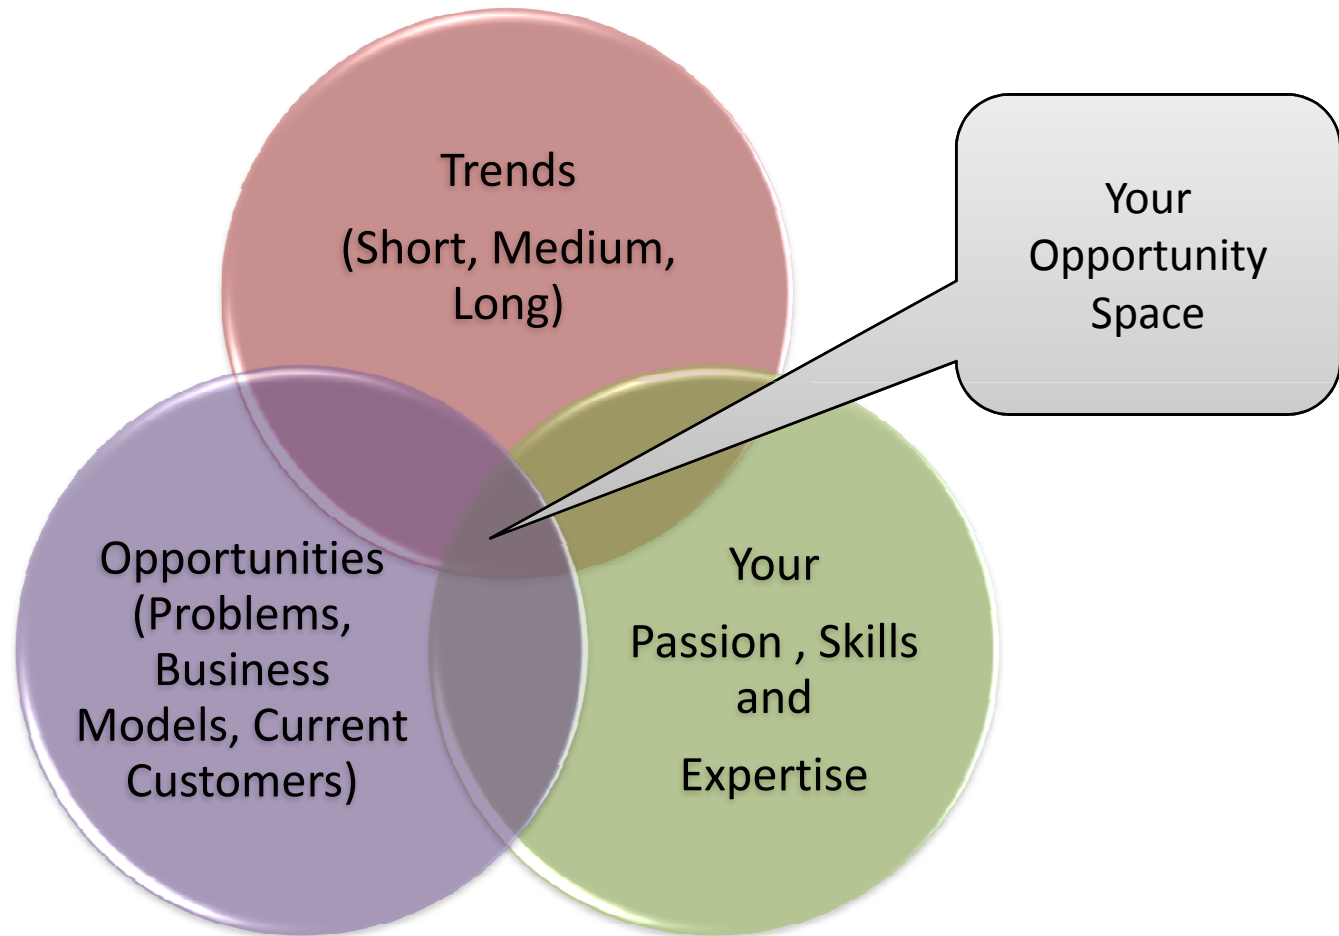 Trends
(Short, Medium,
Long)
Your
Opportunity
Space
Opportunities
(Problems,
Business
Models, Current
Customers)
Your
Passion , Skills
and
Expertise